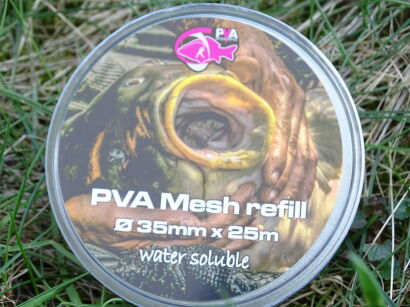 PVA
PVA Mesh refill
Ø 35mm x 25m
water soluble